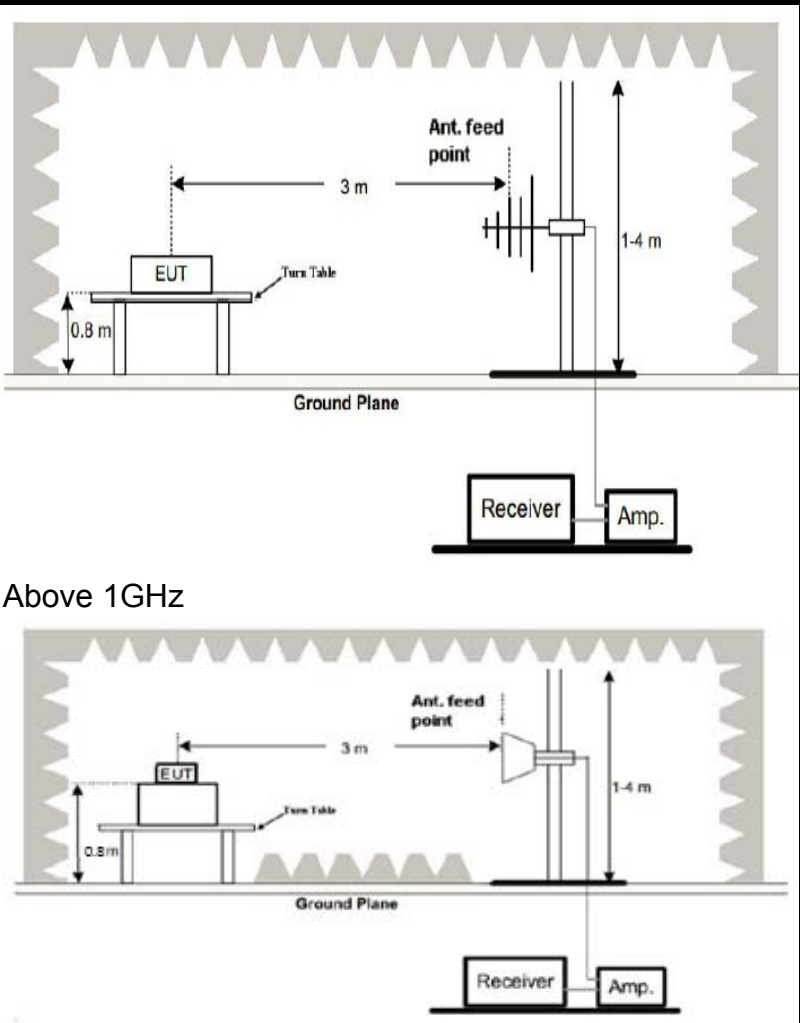 Ant. feed
point
3 m
1-4 m
EUT
Turn Table
0.8 m
Ground Plane
Receiver
Amp.
Above 1GHz
Ant. feed
point
3 m
EUT
1-4 m
Turn Table
0.8m
Ground Plane
Receiver
Amp.